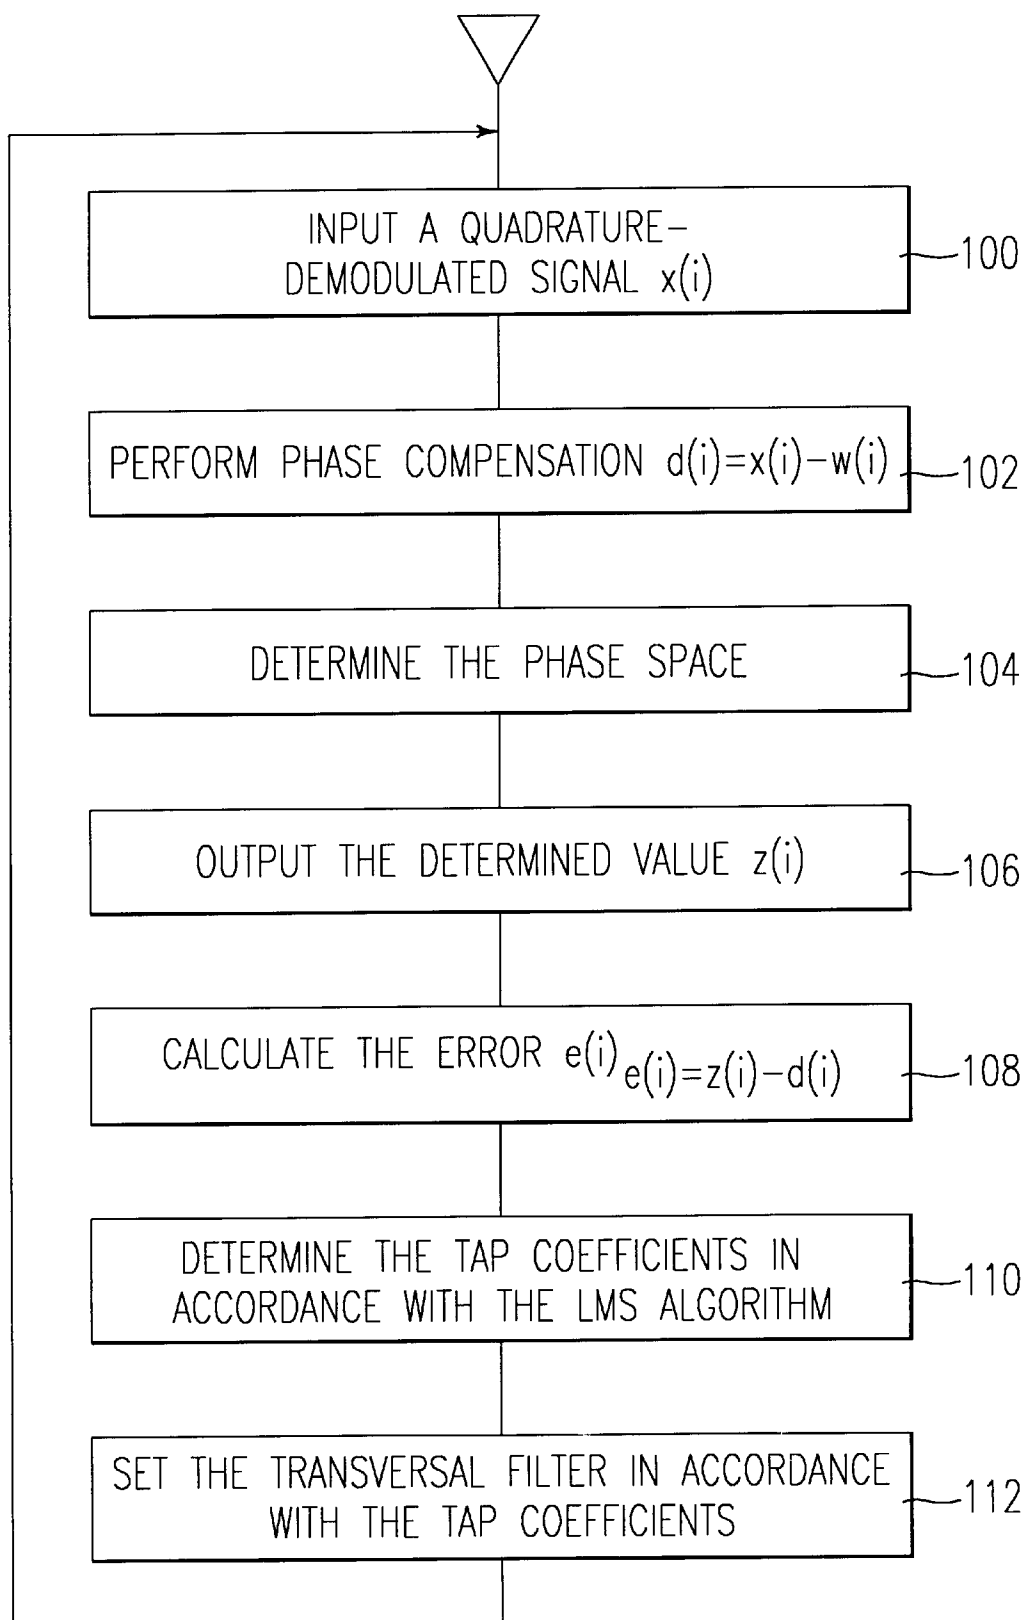 INPUT A QUADRATURE-
DEMODULATED SIGNAL x(i)
100
PERFORM PHASE COMPENSATION d(i)=x(i)-w(i)
102
DETERMINE THE PHASE SPACE
104
OUTPUT THE DETERMINED VALUE z(i)
106
CALCULATE THE ERROR e(i) e(i)=z(i)-d(i)
108
DETERMINE THE TAP COEFFICIENTS IN
ACCORDANCE WITH THE LMS ALGORITHM
110
SET THE TRANSVERSAL FILTER IN ACCORDANCE
WITH THE TAP COEFFICIENTS
112